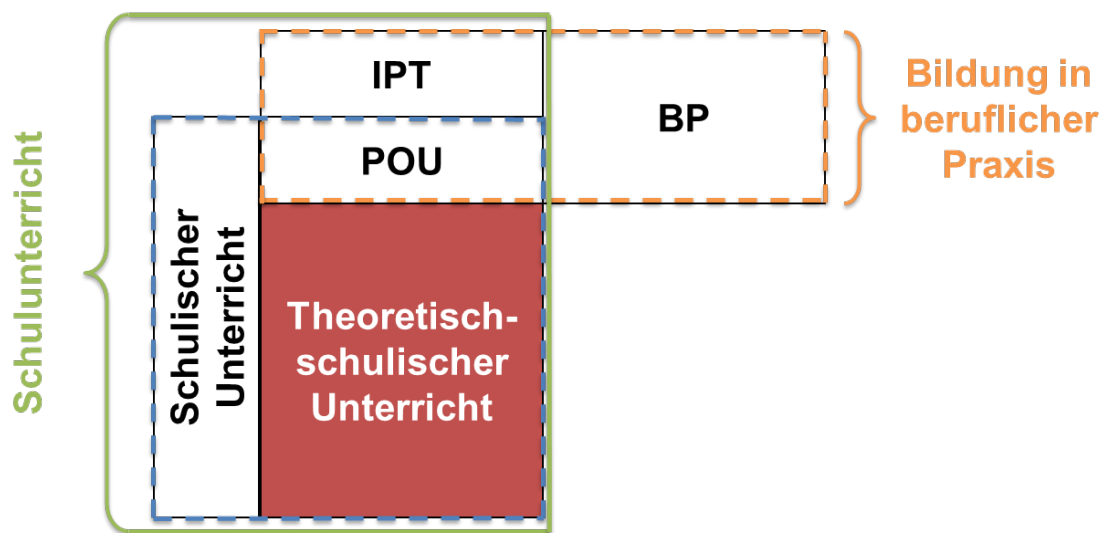 Schulunterricht
Schulischer
Unterricht
IPT
POU
Theoretisch-
schulischer
Unterricht
BP
Bildung in
beruflicher
Praxis